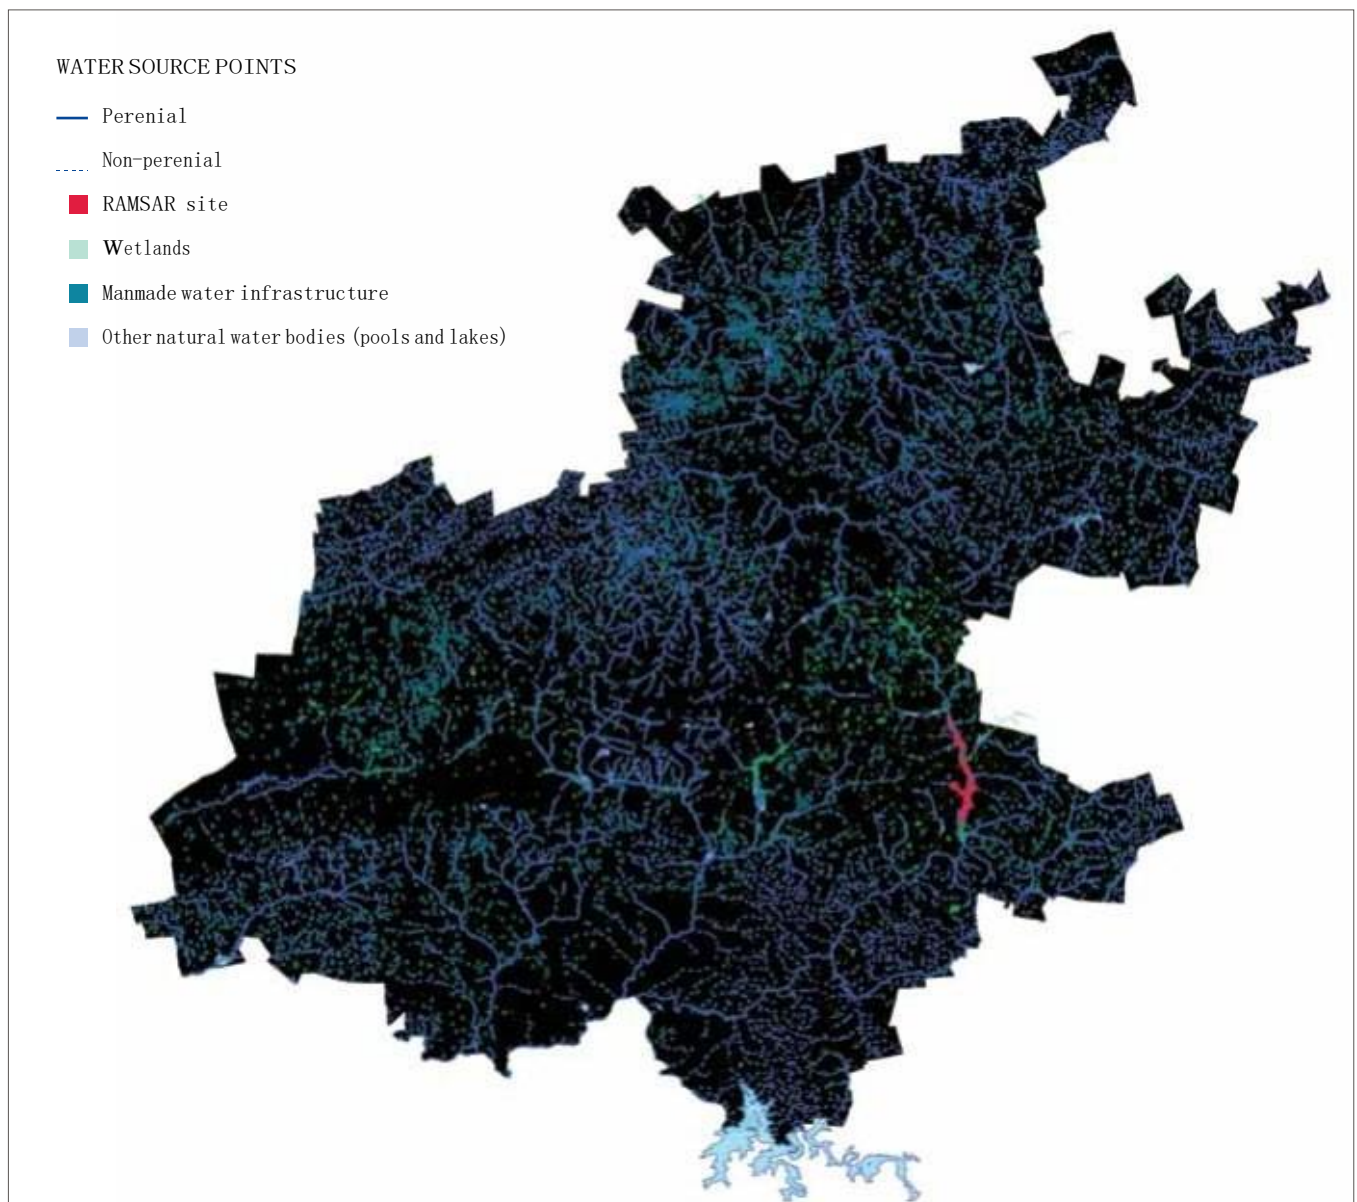 WATER SOURCE POINTS
Perenial
Non-perenial
RAMSAR site
Wetlands
Manmade water infrastructure
Other natural water bodies (pools and lakes)